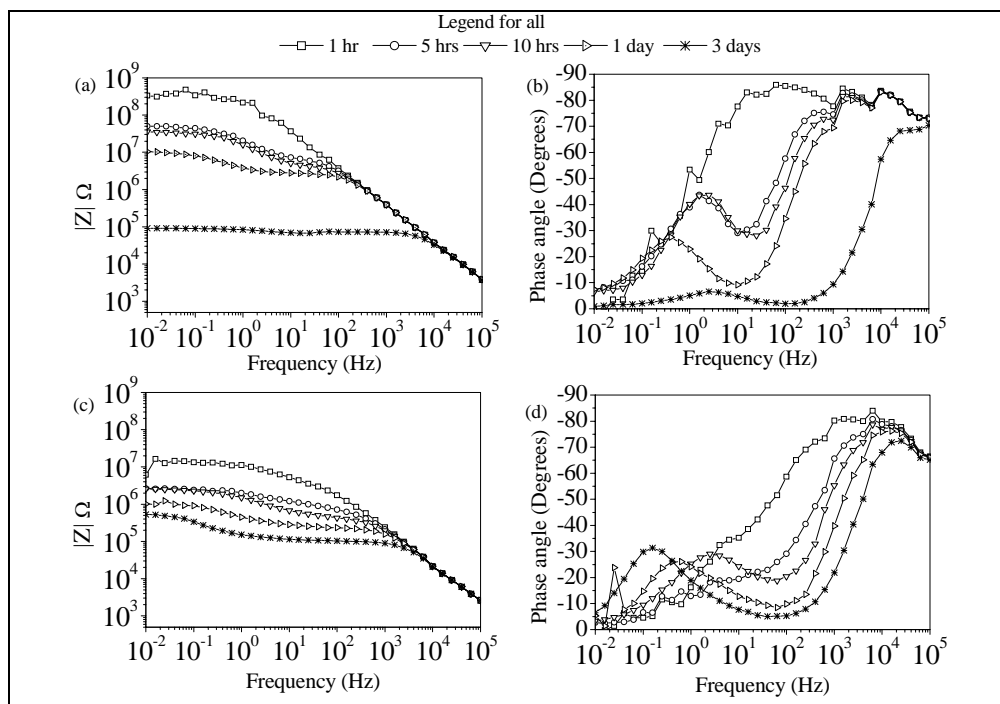 Legend for all
1 hr 5 hrs 10 hrs 1 day 3 days
(a)
10^9
10^8
10^7
10^6
10^5
10^4
10^3
|Z| Ω
10^-2 10^-1 10^0 10^1 10^2 10^3 10^4 10^5
Frequency (Hz)
(b)
-90
-80
-70
-60
-50
-40
-30
-20
-10
0
Phase angle (Degrees)
10^-2 10^-1 10^0 10^1 10^2 10^3 10^4 10^5
Frequency (Hz)
(c)
10^9
10^8
10^7
10^6
10^5
10^4
10^3
|Z| Ω
10^-2 10^-1 10^0 10^1 10^2 10^3 10^4 10^5
Frequency (Hz)
(d)
-90
-80
-70
-60
-50
-40
-30
-20
-10
0
Phase angle (Degrees)
10^-2 10^-1 10^0 10^1 10^2 10^3 10^4 10^5
Frequency (Hz)